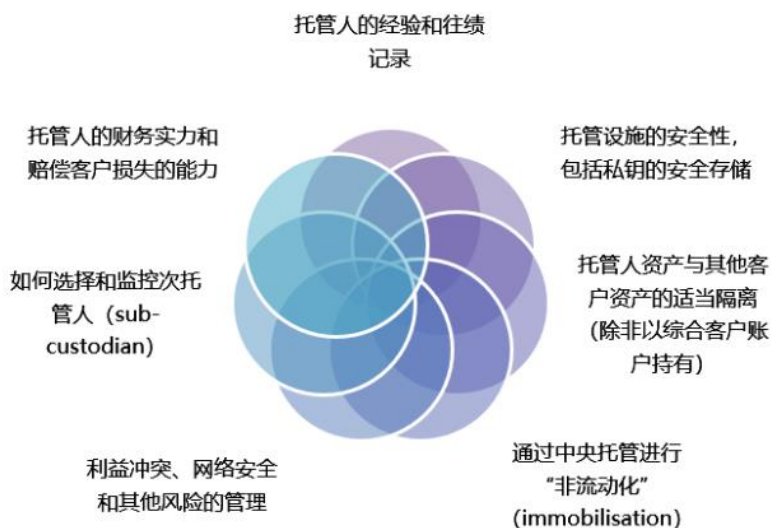 托管人的经验和往绩
记录
托管设施的安全性，
包括私钥的安全存储
托管人资产与其他客
户资产的适当隔离
（除非以综合客户账
户持有）
通过中央托管进行
“非流动化”
(immobilisation)
利益冲突、网络安全
和其他风险的管理
如何选择和监控次托
管人（sub-
custodian）
托管人的财务实力和
赔偿客户损失的能力